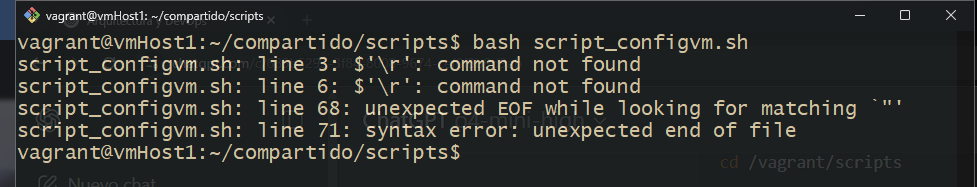 vagrant@vmHost1: ~/compartido/scripts
vagrant@vmHost1:~/compartido/scripts$ bash script_configvm.sh
script_configvm.sh: line 3: $'\r': command not found
script_configvm.sh: line 6: $'\r': command not found
script_configvm.sh: line 68: unexpected EOF while looking for matching `"'
script_configvm.sh: line 71: syntax error: unexpected end of file
vagrant@vmHost1:~/compartido/scripts$
cd /vagrant/scripts
Nuevo chat